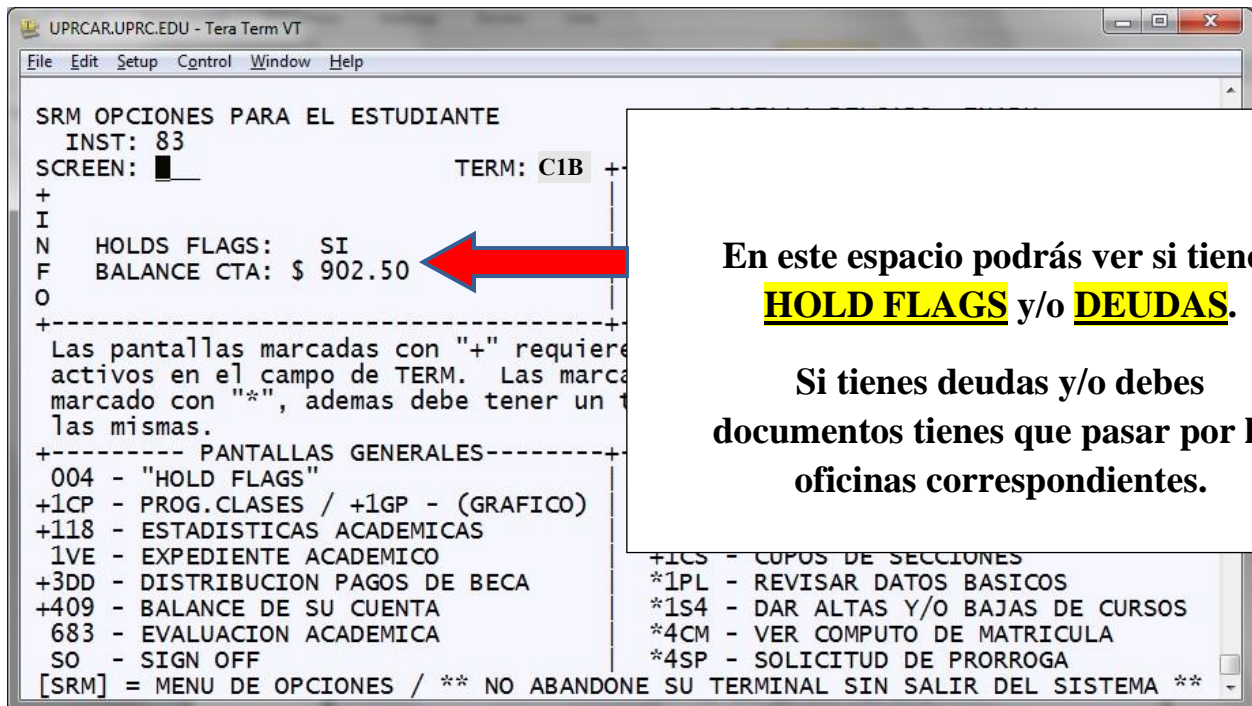 UPRCAR.UPRC.EDU - Tera Term VT
File Edit Setup Control Window Help
SRM OPCIONES PARA EL ESTUDIANTE
INST: 83
SCREEN: TERM: C1B +-
+
I
N HOLDS FLAGS: SI
F BALANCE CTA: $ 902.50
O
+------------------------------------+-
Las pantallas marcadas con "+" requiere
activos en el campo de TERM. Las marca
marcado con "*", ademas debe tener un t
las mismas.
+--------- PANTALLAS GENERALES--------+-
004 - "HOLD FLAGS"
+1CP - PROG.CLASES / +1GP - (GRAFICO)
+118 - ESTADISTICAS ACADEMICAS
1VE - EXPEDIENTE ACADEMICO
+3DD - DISTRIBUCION PAGOS DE BECA
+409 - BALANCE DE SU CUENTA
683 - EVALUACION ACADEMICA
SO - SIGN OFF
En este espacio podrás ver si tiene
HOLD FLAGS y/o DEUDAS.
Si tienes deudas y/o debes
documentos tienes que pasar por l
oficinas correspondientes.
+1CS - CUPOS DE SECCIONES
*1PL - REVISAR DATOS BASICOS
*1S4 - DAR ALTAS Y/O BAJAS DE CURSOS
*4CM - VER COMPUTO DE MATRICULA
*4SP - SOLICITUD DE PRORROGA
[SRM] = MENU DE OPCIONES / ** NO ABANDONE SU TERMINAL SIN SALIR DEL SISTEMA **